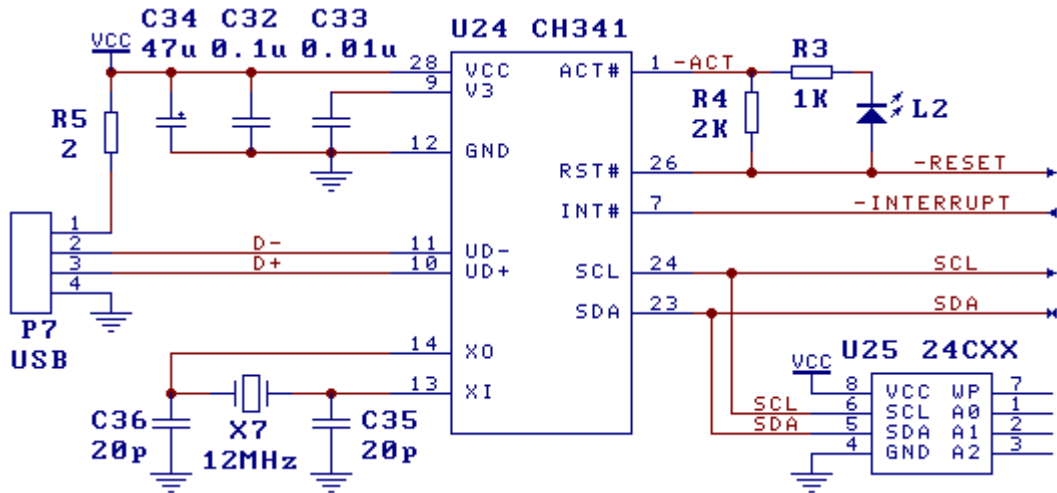 C34 C32 C33
VCC 47u 0.1u 0.01u
U24 CH341
28 VCC
9 V3
12 GND
R5
2
+
ACT# 1 -ACT
R3
1K
R4
2K
L2
RST# 26 -RESET
INT# 7 -INTERRUPT
1
2 D- 11 UD-
3 D+ 10 UD+
4
P7
USB
SCL 24 SCL
SDA 23 SDA
14 XO
13 XI
C36
20p
X7
12MHz
C35
20p
U25 24CXX
VCC
8 VCC WP 7
SCL 6 SCL A0 1
SDA 5 SDA A1 2
4 GND A2 3